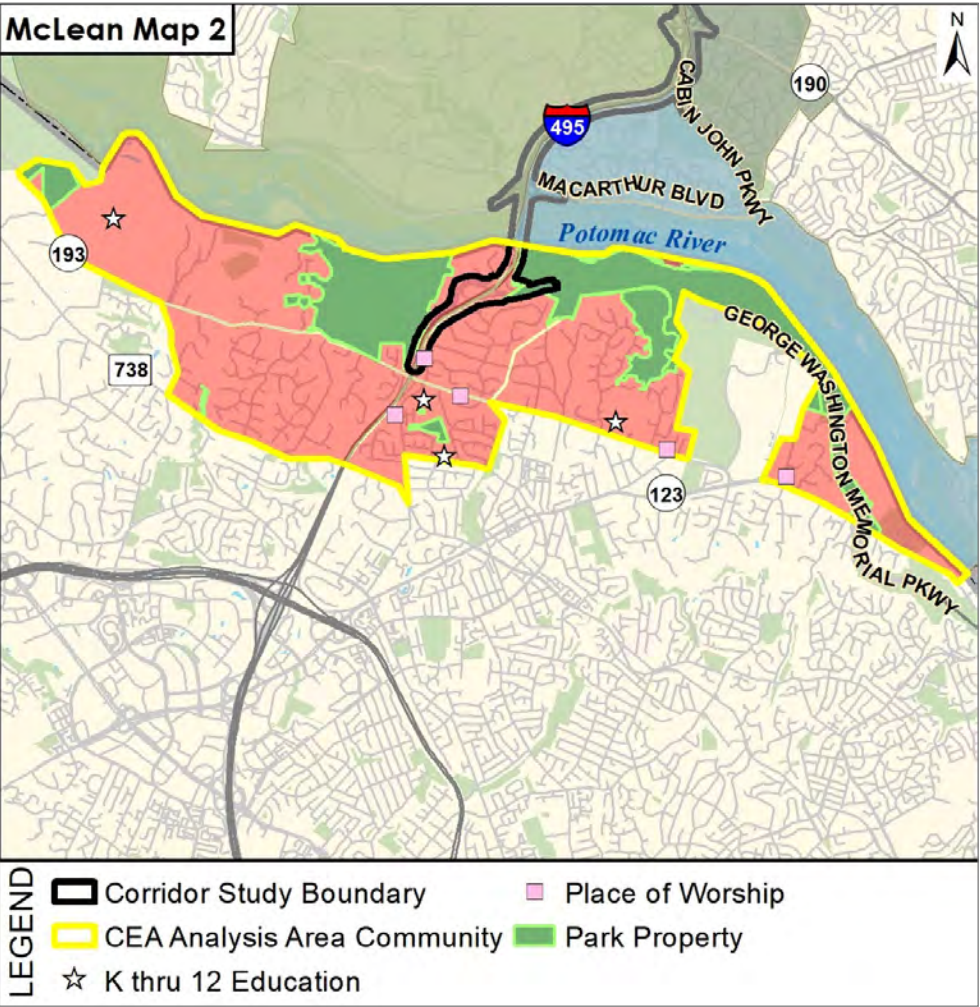 McLean Map 2
N
190
495
CABIN JOHN PKWY
MACARTHUR BLVD
Potomac River
193
GEORGE WASHINGTON MEMORIAL PKWY
738
123
LEGEND
Corridor Study Boundary
Place of Worship
CEA Analysis Area Community
Park Property
K thru 12 Education